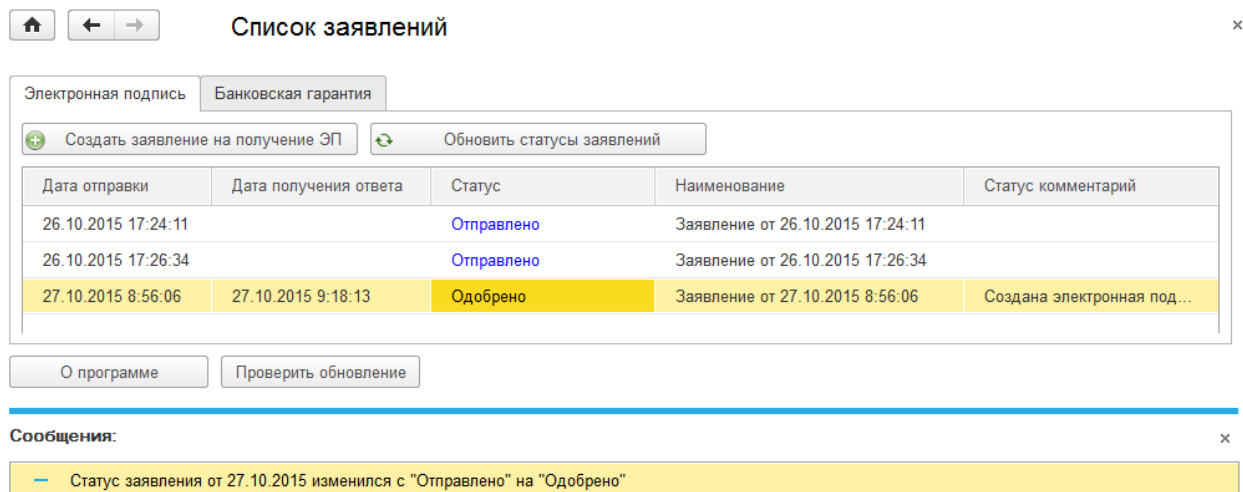 Список заявлений
Электронная подпись Банковская гарантия
Создать заявление на получение ЭП Обновить статусы заявлений
Дата отправки Дата получения ответа Статус Наименование Статус комментарий
26.10.2015 17:24:11 Отправлено Заявление от 26.10.2015 17:24:11
26.10.2015 17:26:34 Отправлено Заявление от 26.10.2015 17:26:34
27.10.2015 8:56:06 27.10.2015 9:18:13 Одобрено Заявление от 27.10.2015 8:56:06 Создана электронная под...
О программе Проверить обновление
Сообщения:
Статус заявления от 27.10.2015 изменился с "Отправлено" на "Одобрено"